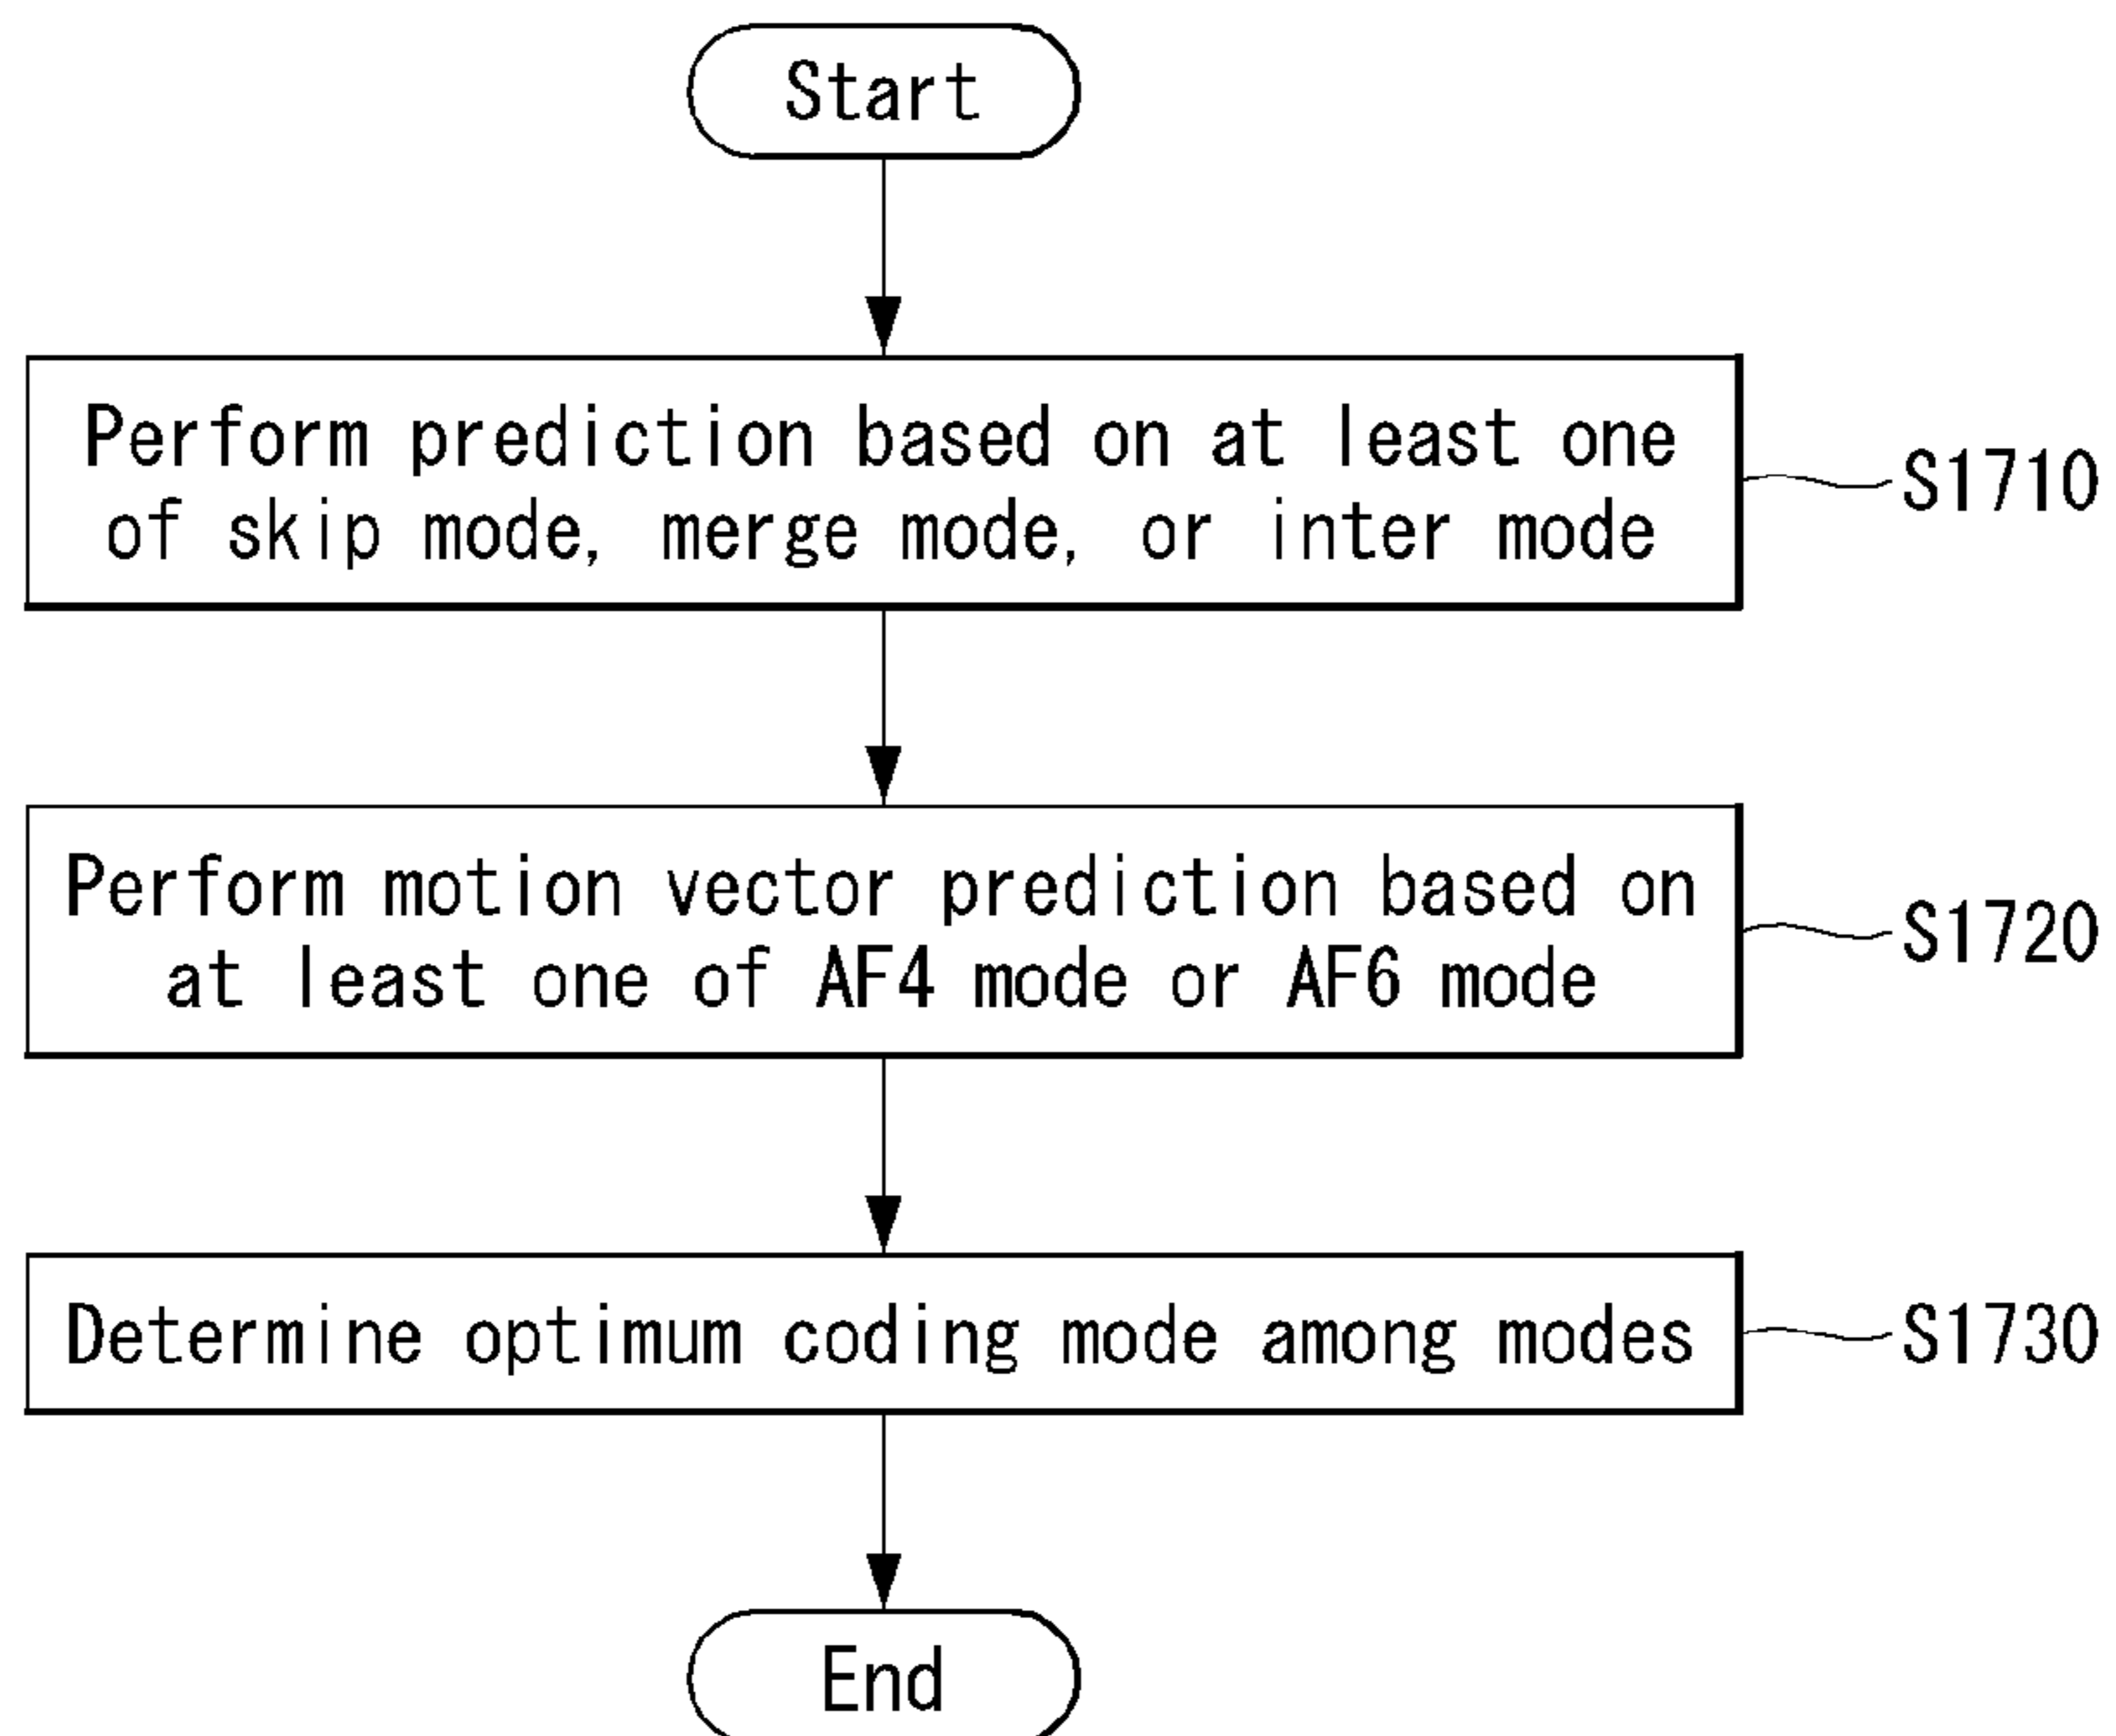 Start
Perform prediction based on at least one
of skip mode, merge mode, or inter mode
S1710
Perform motion vector prediction based on
at least one of AF4 mode or AF6 mode
S1720
Determine optimum coding mode among modes
S1730
End